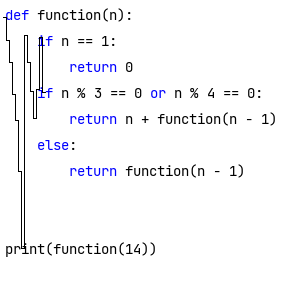 def function(n):
    if n == 1:
        return 0
    if n % 3 == 0 or n % 4 == 0:
        return n + function(n - 1)
    else:
        return function(n - 1)
print(function(14))